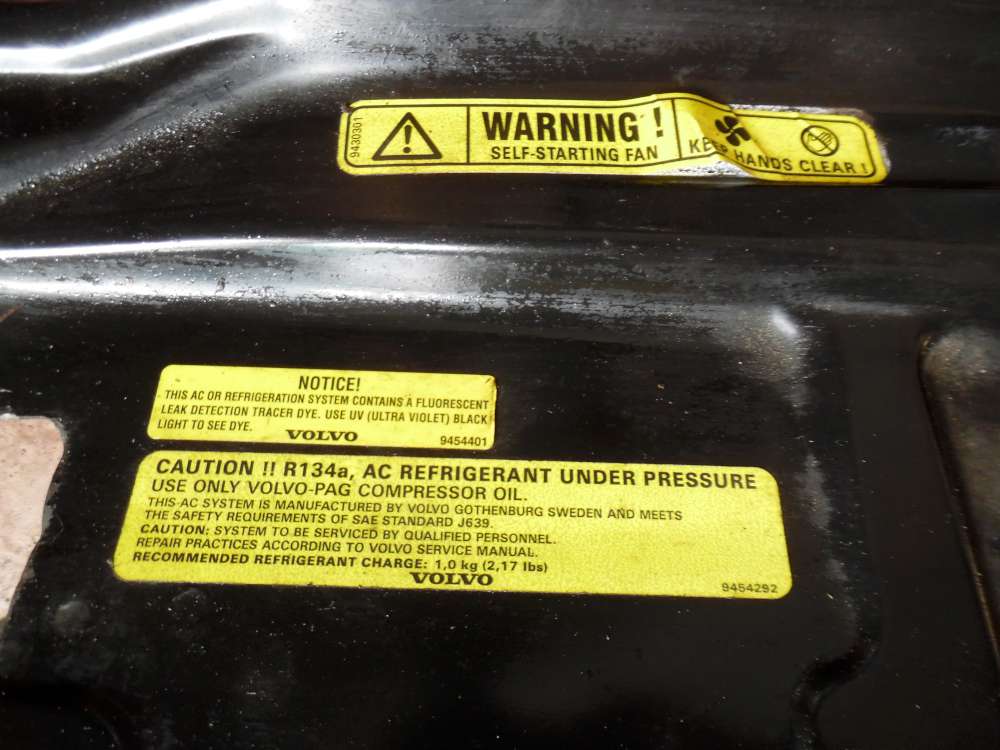 9430301
WARNING !
SELF-STARTING FAN
KEEP HANDS CLEAR !
NOTICE!
THIS AC OR REFRIGERATION SYSTEM CONTAINS A FLUORESCENT
LEAK DETECTION TRACER DYE. USE UV (ULTRA VIOLET) BLACK
LIGHT TO SEE DYE.
VOLVO
9454401
CAUTION !! R134a, AC REFRIGERANT UNDER PRESSURE
USE ONLY VOLVO-PAG COMPRESSOR OIL.
THIS AC SYSTEM IS MANUFACTURED BY VOLVO GOTHENBURG SWEDEN AND MEETS
THE SAFETY REQUIREMENTS OF SAE STANDARD J639.
CAUTION: SYSTEM TO BE SERVICED BY QUALIFIED PERSONNEL.
REPAIR PRACTICES ACCORDING TO VOLVO SERVICE MANUAL.
RECOMMENDED REFRIGERANT CHARGE: 1,0 kg (2,17 lbs)
VOLVO
9454292